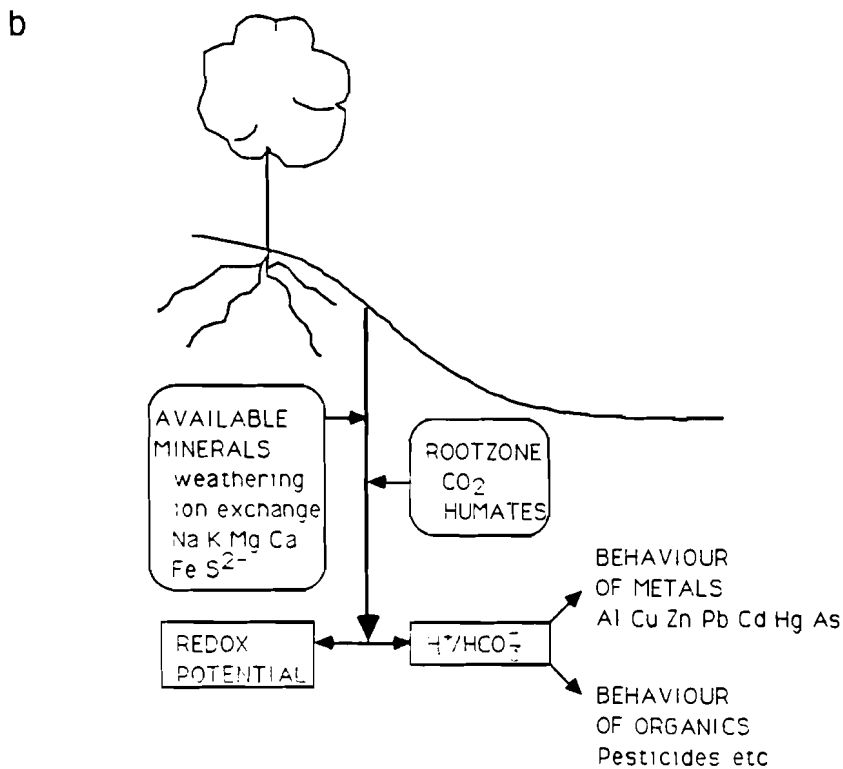 b
AVAILABLE
MINERALS
weathering
ion exchange
Na K Mg Ca
Fe S²⁻
ROOTZONE
CO₂
HUMATES
REDOX
POTENTIAL
H⁺/HCO₃⁻
BEHAVIOUR
OF METALS
Al Cu Zn Pb Cd Hg As
BEHAVIOUR
OF ORGANICS
Pesticides etc